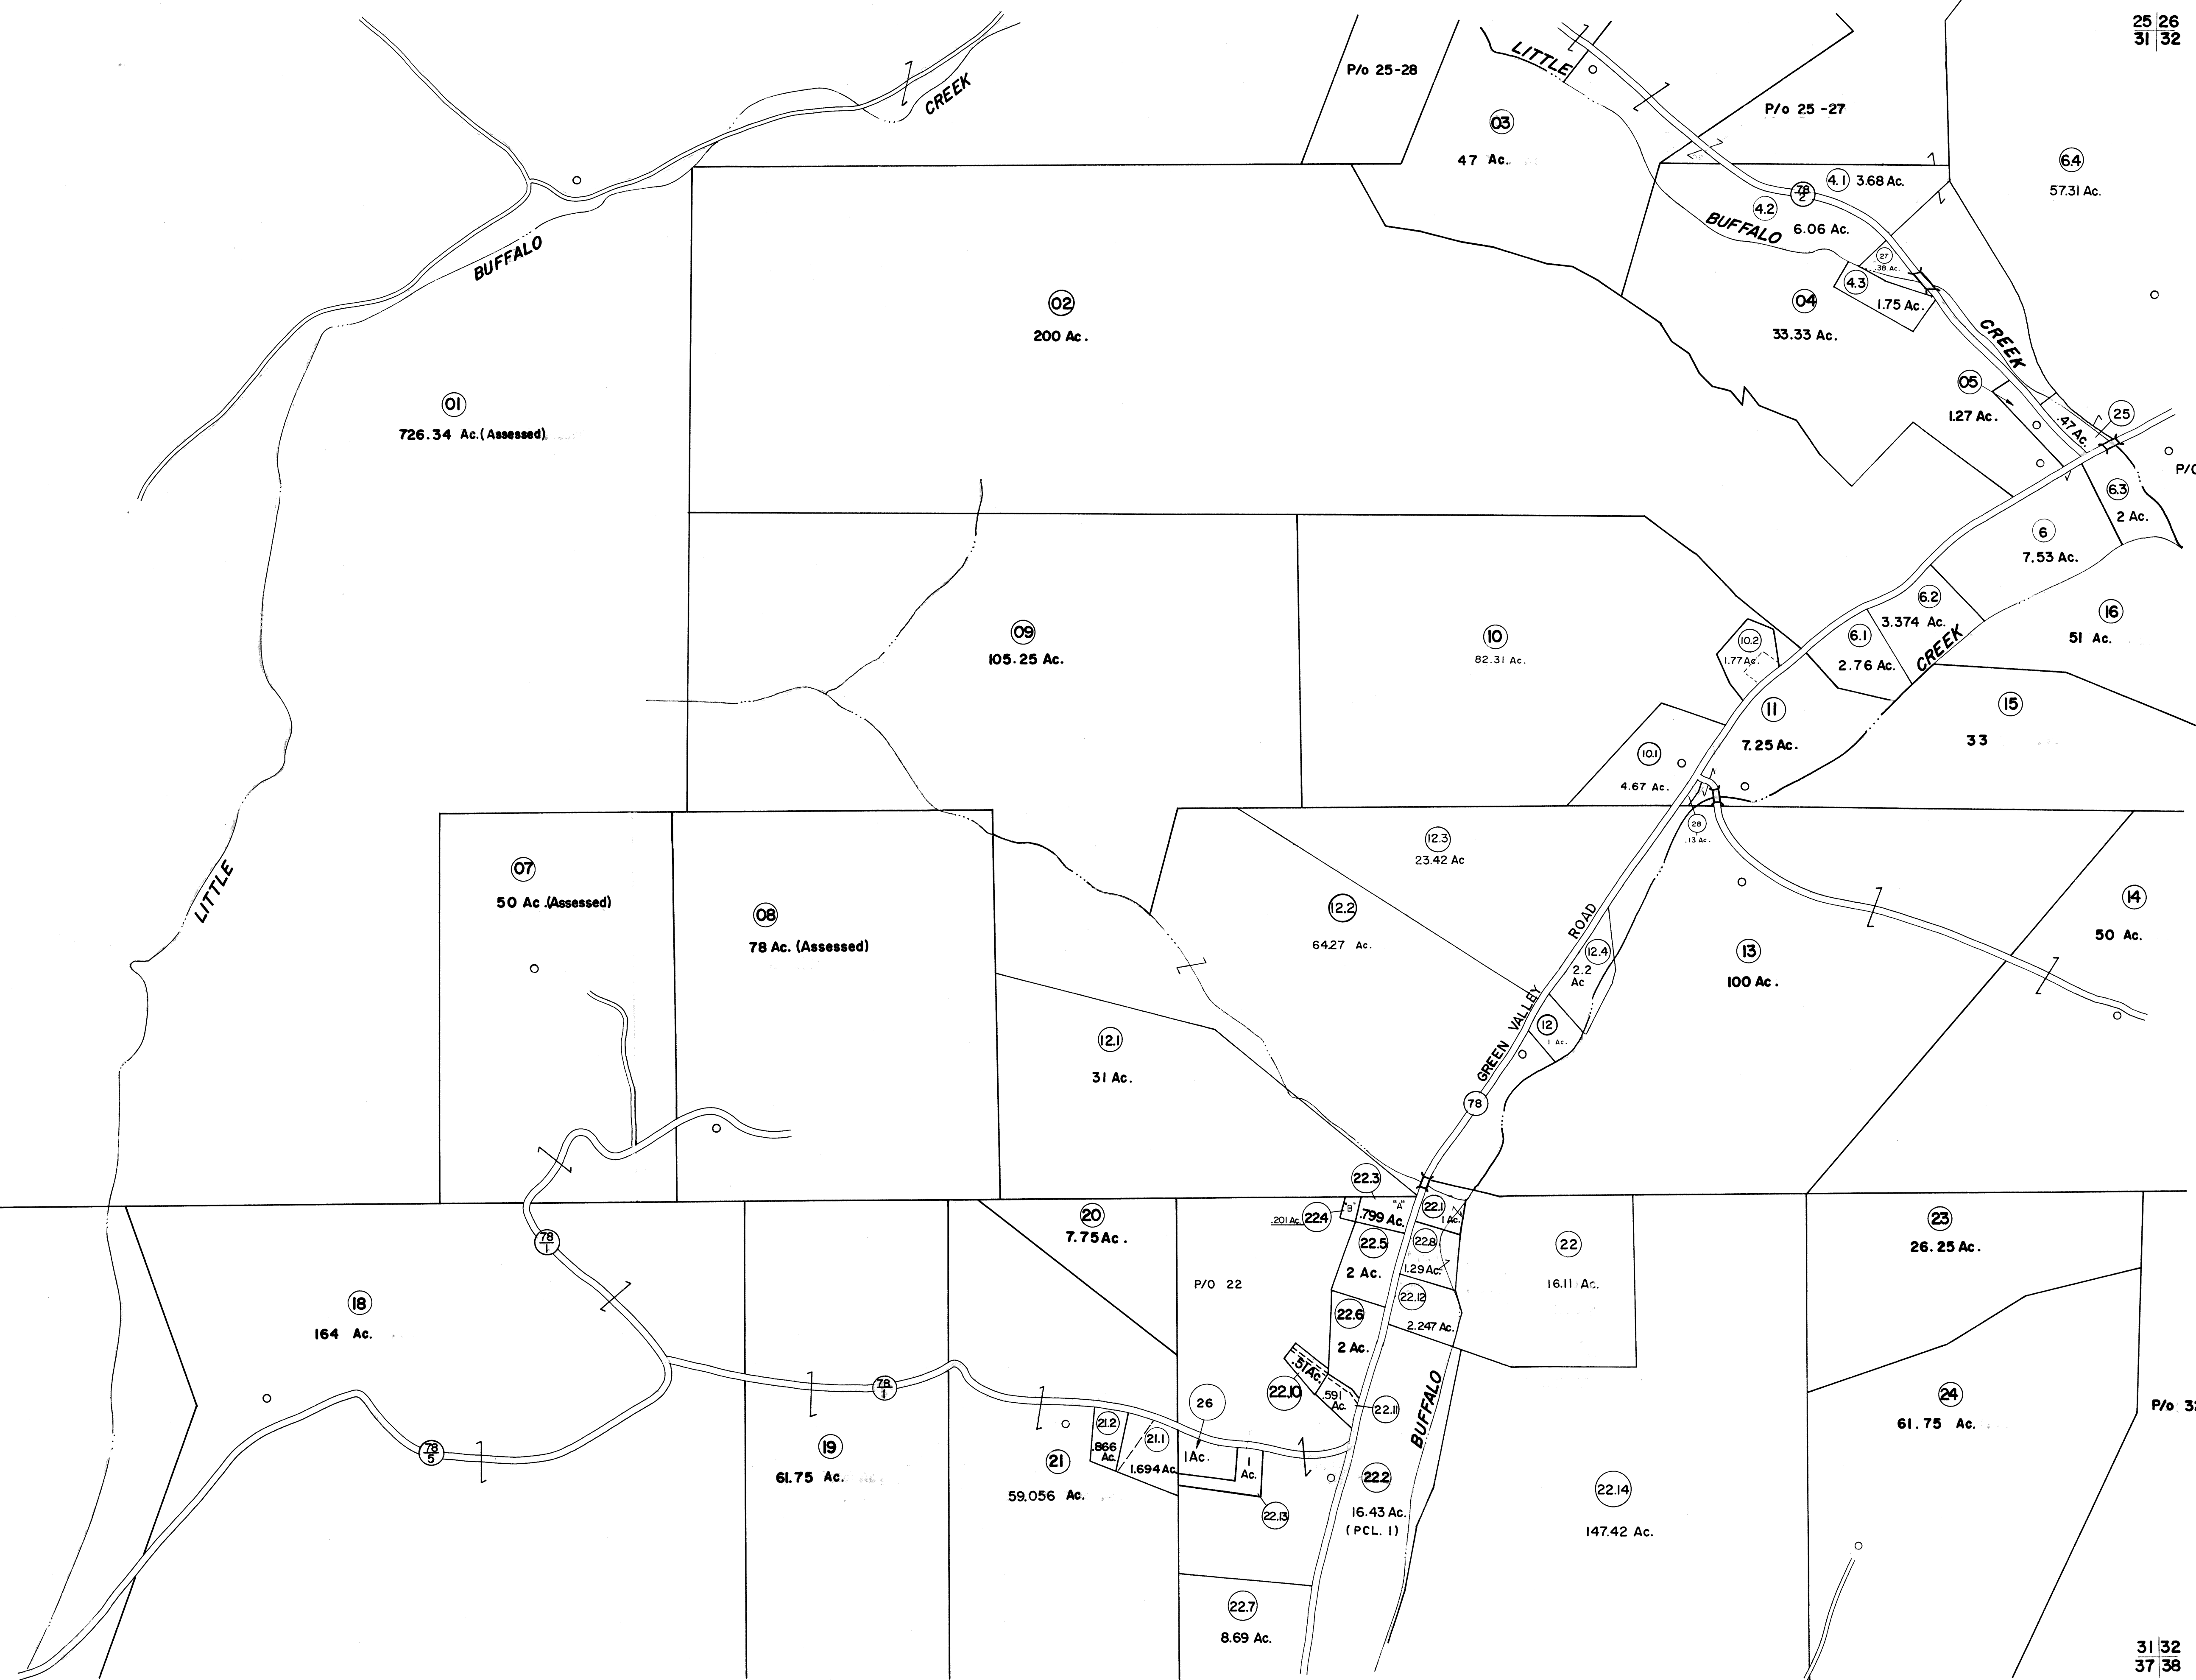 25 26
31 32
LITTLE
P/o 25-28
CREEK
P/o 25-27
03
47 Ac.
6.4
57.31 Ac.
4.1 3.68 Ac.
78
2
4.2
6.06 Ac.
BUFFALO
BUFFALO
27
.38 Ac.
4.3
1.75 Ac.
02
200 Ac.
04
33.33 Ac.
CREEK
05
1.27 Ac.
01
726.34 Ac.(Assessed)
25
.47 Ac.
6.3
2 Ac.
6
7.53 Ac.
6.2
3.374 Ac.
16
51 Ac.
09
105.25 Ac.
10
82.31 Ac.
10.2
1.77 Ac.
6.1
2.76 Ac.
CREEK
11
7.25 Ac.
15
33
10.1
4.67 Ac.
28
.13 Ac.
12.3
23.42 Ac
07
50 Ac.(Assessed)
LITTLE
08
78 Ac. (Assessed)
12.2
64.27 Ac.
14
50 Ac.
GREEN VALLEY ROAD
12.4
2.2
Ac
13
100 Ac.
12
1 Ac.
12.1
31 Ac.
78
22.3
"B"
"A"
.201 Ac.
22.4
.799 Ac.
22.1
1 Ac.
20
7.75 Ac.
23
26.25 Ac.
78
1
22.5
2 Ac.
22.8
1.29 Ac.
22
16.11 Ac.
P/O 22
18
164 Ac.
22.6
2 Ac.
22.12
2.247 Ac.
.51 Ac.
22.10
.591
Ac.
22.11
78
1
26
BUFFALO
24
61.75 Ac.
21.2
.866
Ac.
21.1
1.694 Ac.
1 Ac.
1
Ac.
78
5
19
61.75 Ac.
21
59.056 Ac.
22.2
16.43 Ac.
(PCL. 1)
22.13
22.14
147.42 Ac.
22.7
8.69 Ac.
31 32
37 38